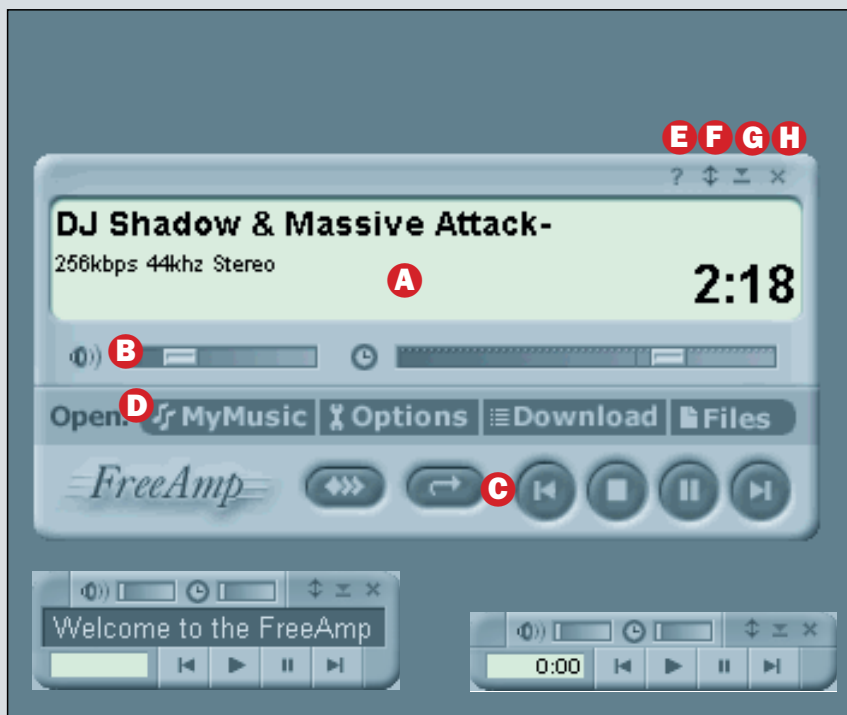 E F G H
?
DJ Shadow & Massive Attack-
256kbps 44khz Stereo
A
2:18
B
D
Open: MyMusic Options Download Files
FreeAmp
C
Welcome to the FreeAmp
0:00